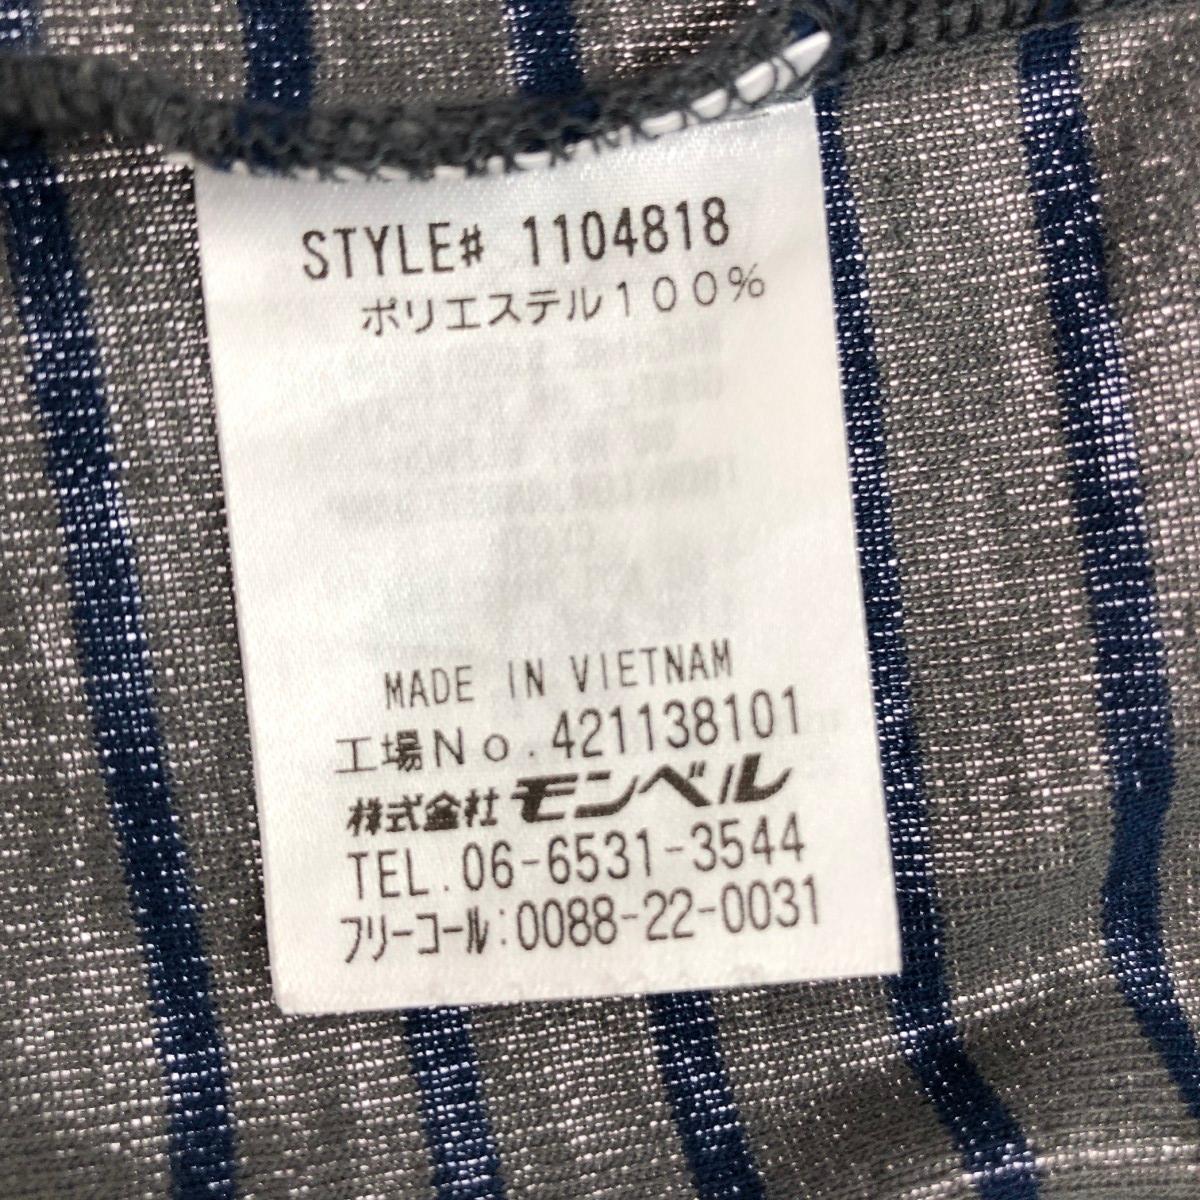 STYLE# 1104818
ポリエステル100%
MADE IN VIETNAM
工場No.421138101
株式会社 モンベル
TEL.06-6531-3544
フリーコール:0088-22-0031